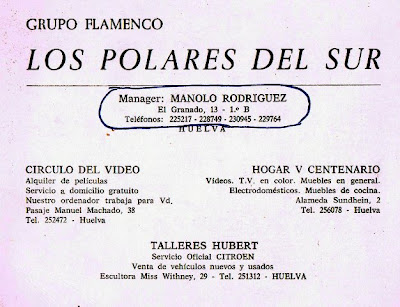 GRUPO FLAMENCO
LOS POLARES DEL SUR
Manager: MANOLO RODRIGUEZ
El Granado, 13 - 1.º B
Teléfonos: 225217 - 228749 - 230945 - 229764
HUELVA
CIRCULO DEL VIDEO
Alquiler de películas
Servicio a domicilio gratuito
Nuestro ordenador trabaja para Vd.
Pasaje Manuel Machado, 38
Tel. 252472 - Huelva
HOGAR V CENTENARIO
Vídeos. T.V. en color. Muebles en general.
Electrodomésticos. Muebles de cocina.
Alameda Sundhein, 2
Tel. 256078 - Huelva
TALLERES HUBERT
Servicio Oficial CITROEN
Venta de vehículos nuevos y usados
Escultora Miss Withney, 29 - Tel. 251312 - HUELVA